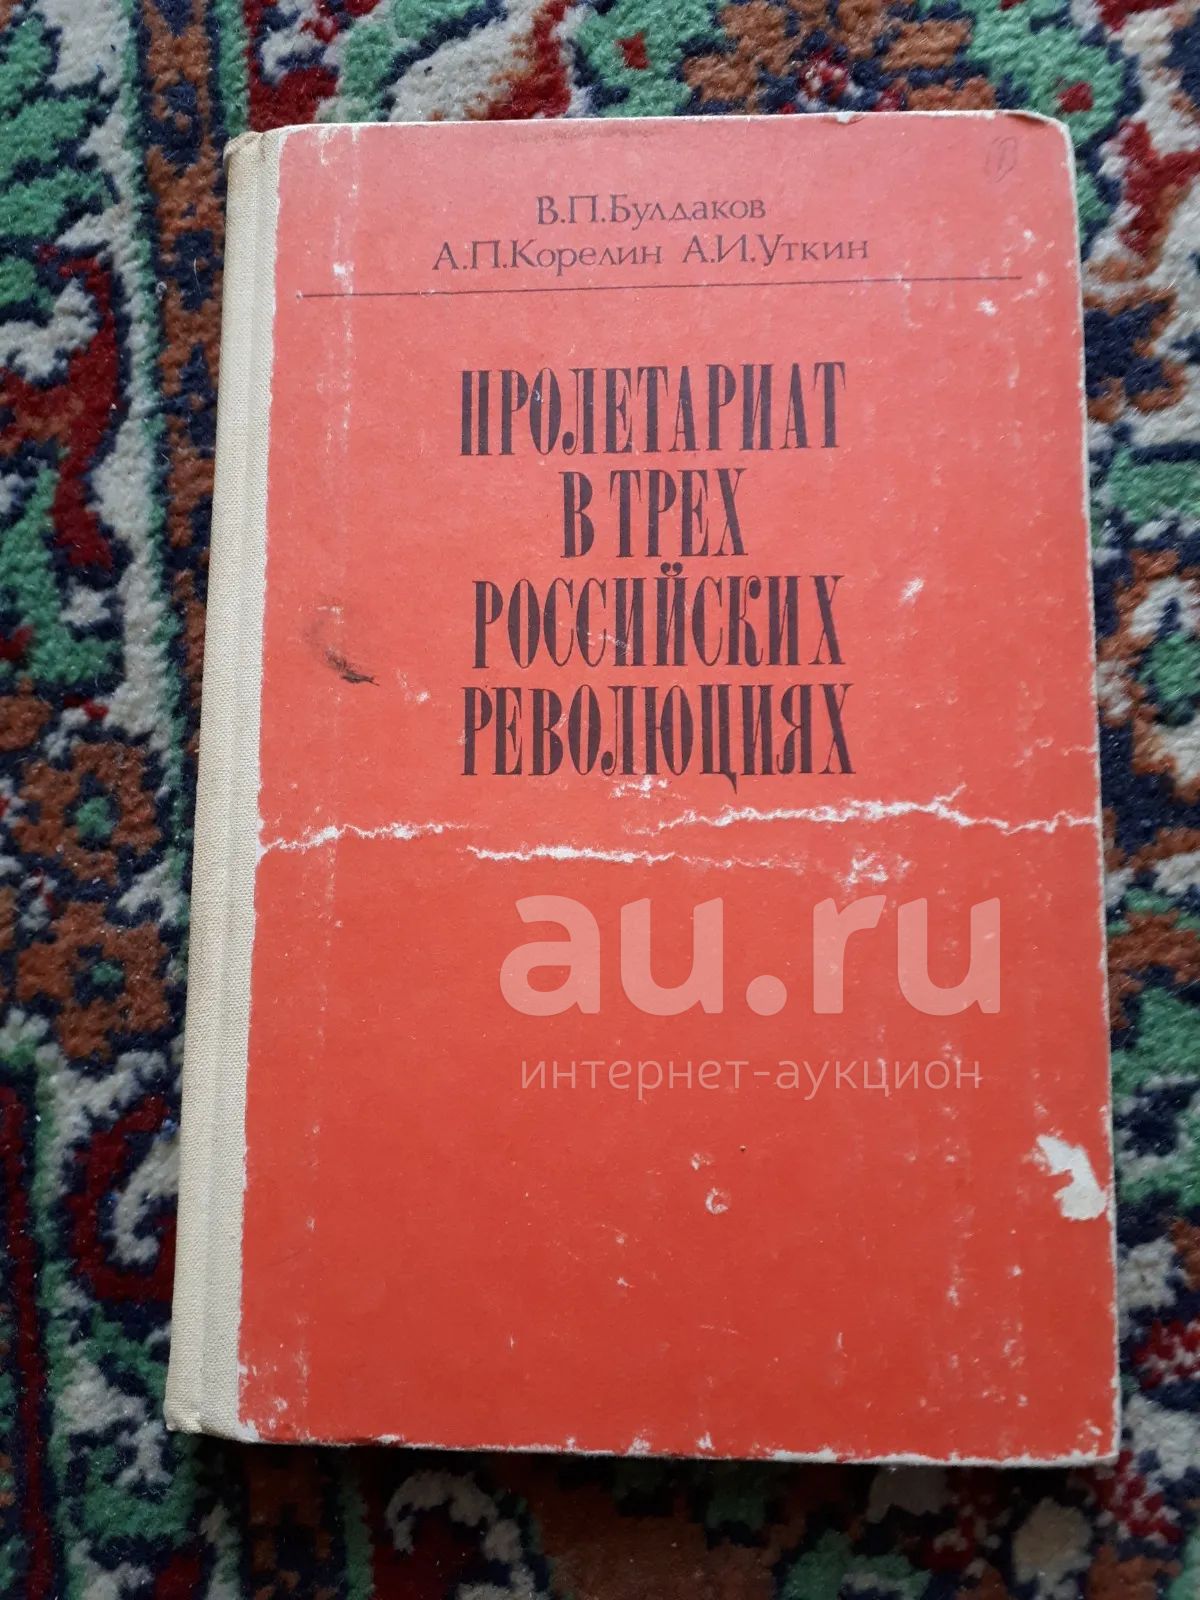 В.П.Булдаков
А.П.Корелин А.И.Уткин
ПРОЛЕТАРИАТ
В ТРЕХ
РОССИЙСКИХ
РЕВОЛЮЦИЯХ
au.ru
интернет-аукцион